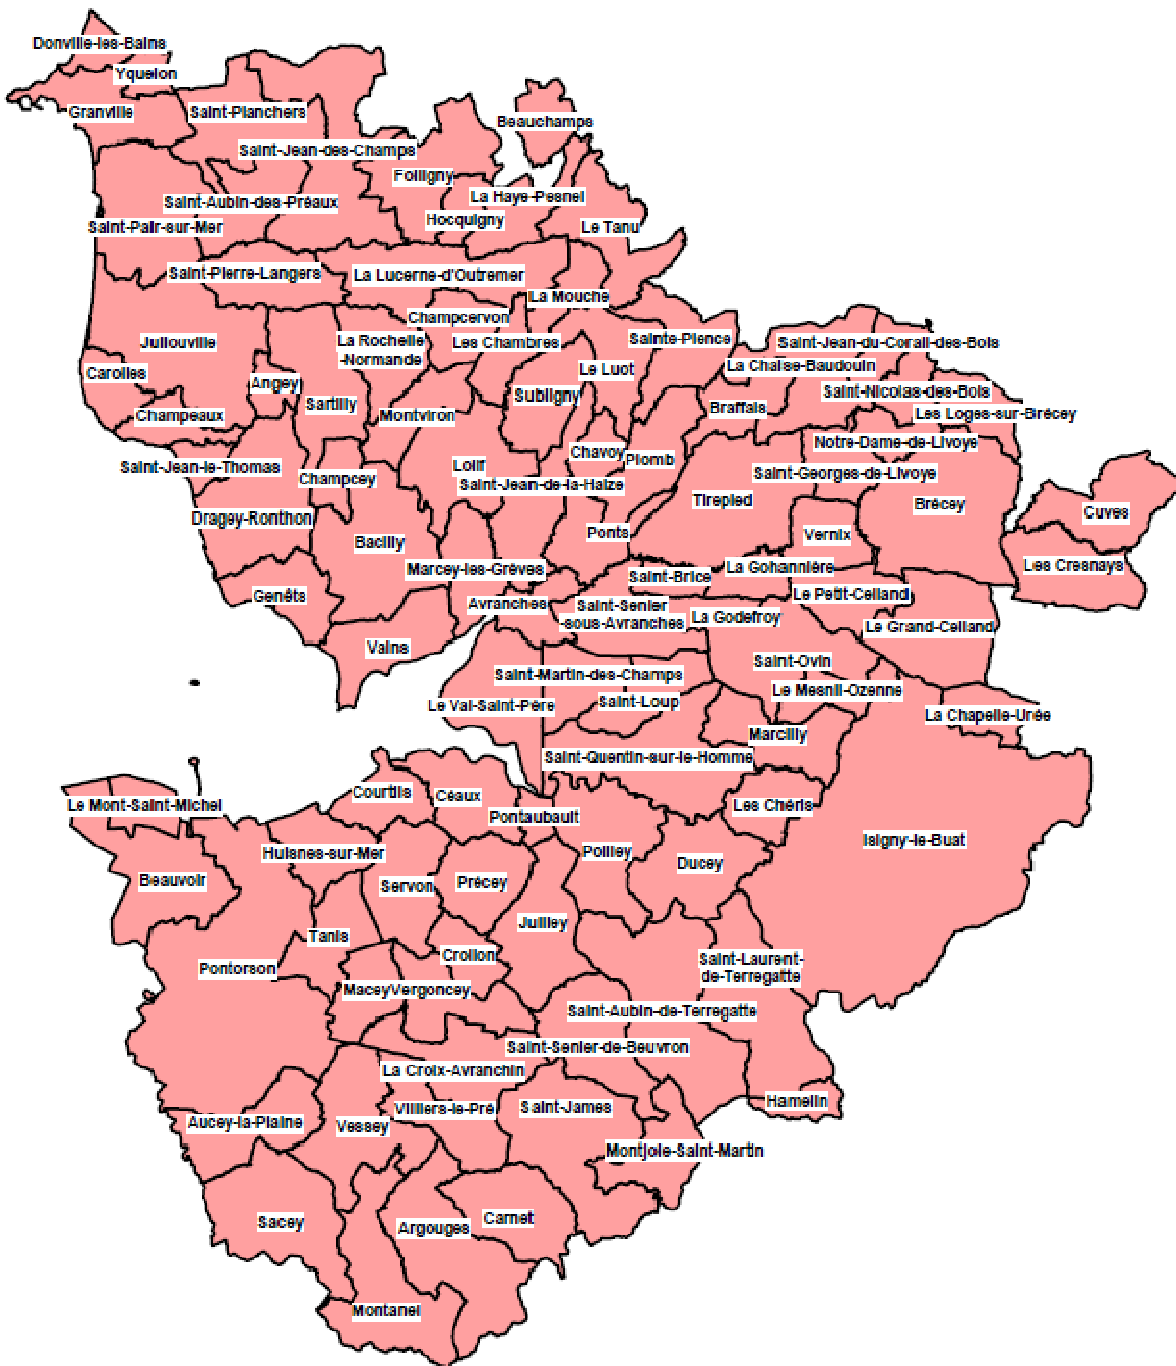 Donville-les-Bains
Yquelon
Granville
Saint-Planchers
Beauchamps
Saint-Jean-des-Champs
Folligny
La Haye-Pesnel
Saint-Aubin-des-Préaux
Hocquigny
Saint-Pair-sur-Mer
Le Tanu
Saint-Pierre-Langers
La Lucerne-d'Outremer
La Mouche
Champcervon
Jullouville
La Rochelle
-Normande
Les Chambres
Sainte-Pience
Saint-Jean-du-Corail-des-Bois
Carolles
Angey
Le Luot
La Chaise-Baudouin
Sartilly
Subligny
Saint-Nicolas-des-Bois
Champeaux
Montviron
Braffais
Les Loges-sur-Brécey
Notre-Dame-de-Livoye
Chavoy
Plomb
Saint-Jean-le-Thomas
Lolif
Champcey
Saint-Georges-de-Livoye
Saint-Jean-de-la-Haize
Tirepied
Brécey
Cuves
Dragey-Ronthon
Ponts
Vernix
Bacilly
Les Cresnays
Marcey-les-Grèves
La Gohannière
Saint-Brice
Genêts
Le Petit-Celland
Avranches
Saint-Senier
-sous-Avranches
La Godefroy
Le Grand-Celland
Vains
Saint-Ovin
Saint-Martin-des-Champs
Le Mesnil-Ozenne
Saint-Loup
Le Val-Saint-Père
La Chapelle-Urée
Marcilly
Saint-Quentin-sur-le-Homme
Courtils
Céaux
Le Mont-Saint-Michel
Les Chéris
Pontaubault
Isigny-le-Buat
Huisnes-sur-Mer
Poilley
Ducey
Beauvoir
Servon
Précey
Juilley
Tanis
Crollon
Saint-Laurent-
de-Terregatte
Pontorson
Macey
Vergoncey
Saint-Aubin-de-Terregatte
Saint-Senier-de-Beuvron
La Croix-Avranchin
Hamelin
Villiers-le-Pré
Saint-James
Aucey-la-Plaine
Vessey
Montjoie-Saint-Martin
Sacey
Argouges
Carnet
Montanel